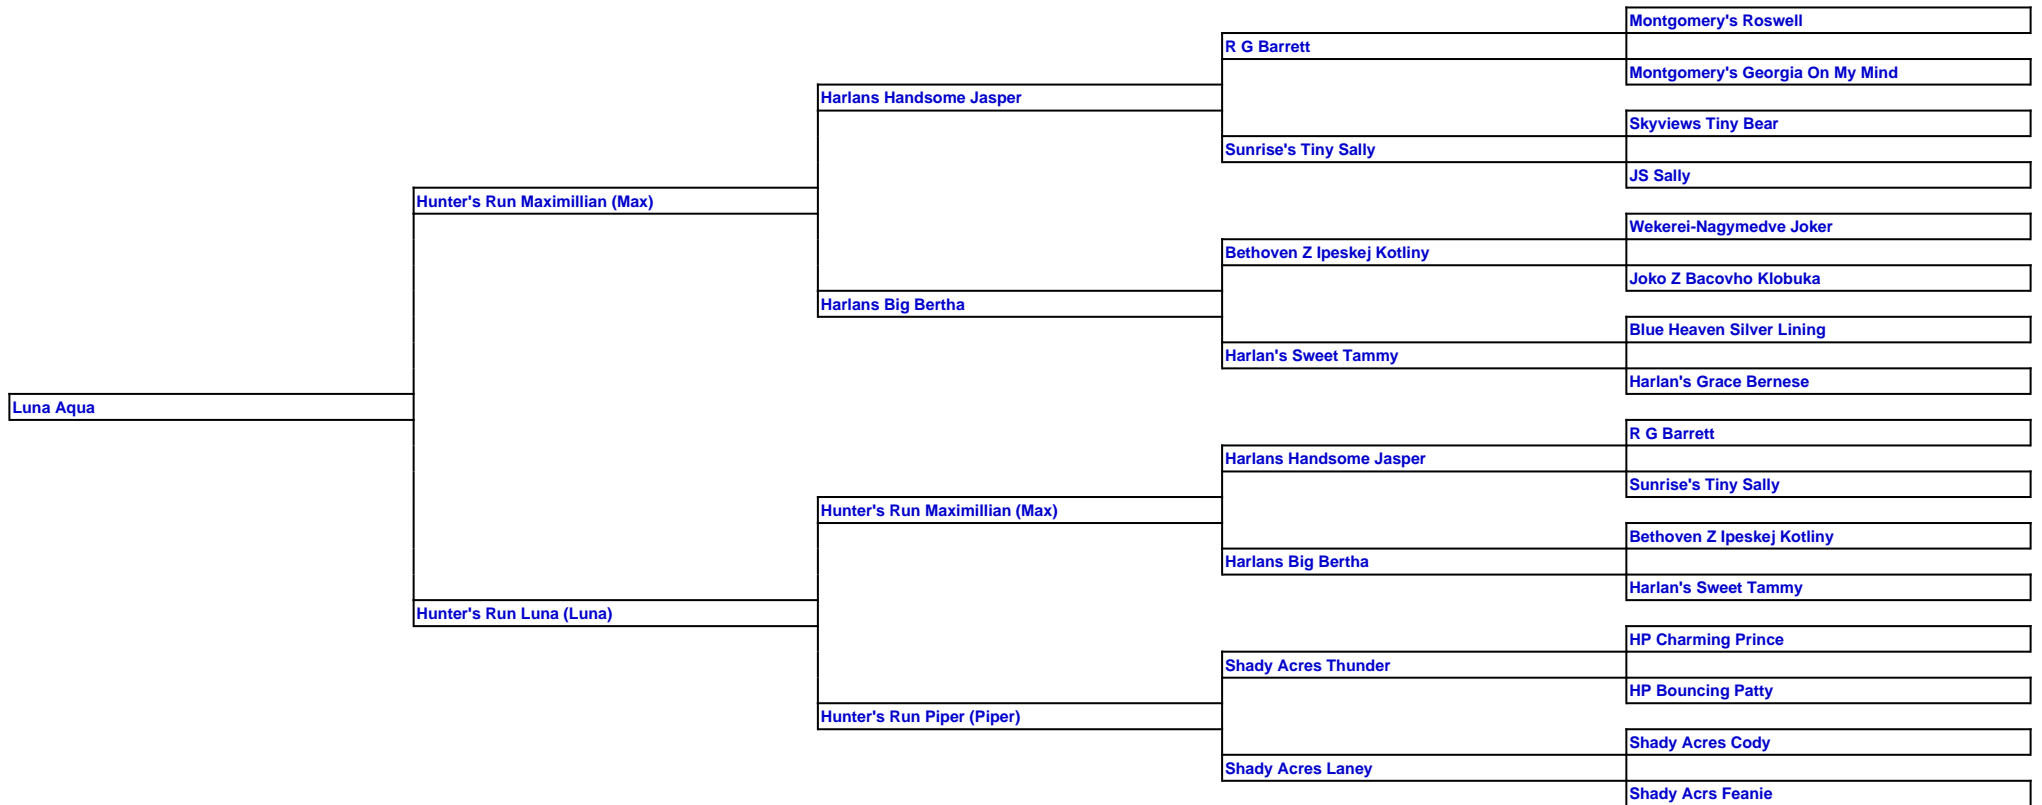 Montgomery's Roswell
R G Barrett
Montgomery's Georgia On My Mind
Harlans Handsome Jasper
Skyviews Tiny Bear
Sunrise's Tiny Sally
JS Sally
Hunter's Run Maximillian (Max)
Wekerei-Nagymedve Joker
Bethoven Z Ipeskej Kotliny
Joko Z Bacovho Klobuka
Harlans Big Bertha
Blue Heaven Silver Lining
Harlan's Sweet Tammy
Harlan's Grace Bernese
Luna Aqua
R G Barrett
Harlans Handsome Jasper
Sunrise's Tiny Sally
Hunter's Run Maximillian (Max)
Bethoven Z Ipeskej Kotliny
Harlans Big Bertha
Harlan's Sweet Tammy
Hunter's Run Luna (Luna)
HP Charming Prince
Shady Acres Thunder
HP Bouncing Patty
Hunter's Run Piper (Piper)
Shady Acres Cody
Shady Acres Laney
Shady Acrs Feanie